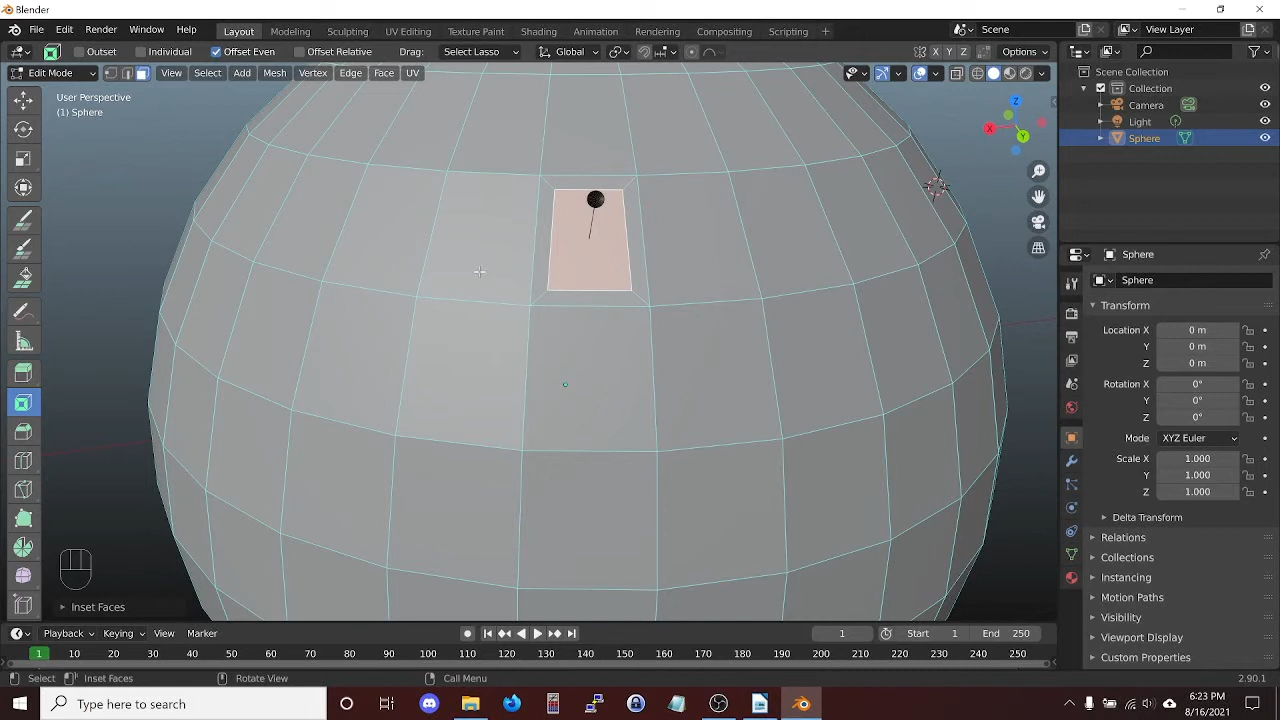 Blender
File Edit Render Window Help Layout Modeling Sculpting UV Editing Texture Paint Shading Animation Rendering Compositing Scripting + Scene View Layer
Outset Individual Offset Even Offset Relative Drag: Select Lasso Global X Y Z Options
Edit Mode View Select Add Mesh Vertex Edge Face UV
Scene Collection
Collection
Camera
Light
Sphere
User Perspective
(1) Sphere
Z
X
Y
Sphere
Sphere
Transform
Location X 0 m
Y 0 m
Z 0 m
Rotation X 0°
Y 0°
Z 0°
Mode XYZ Euler
Scale X 1.000
Y 1.000
Z 1.000
Delta Transform
Relations
Collections
Instancing
Motion Paths
Visibility
Viewport Display
Custom Properties
Inset Faces
Playback Keying View Marker 1 Start 1 End 250
1 10 20 30 40 50 60 70 80 90 100 110 120 130 140 150 160 170 180 190 200 210 220 230 240 250
Select Inset Faces Rotate View Call Menu 2.90.1
Type here to search
6:23 PM
8/16/2021